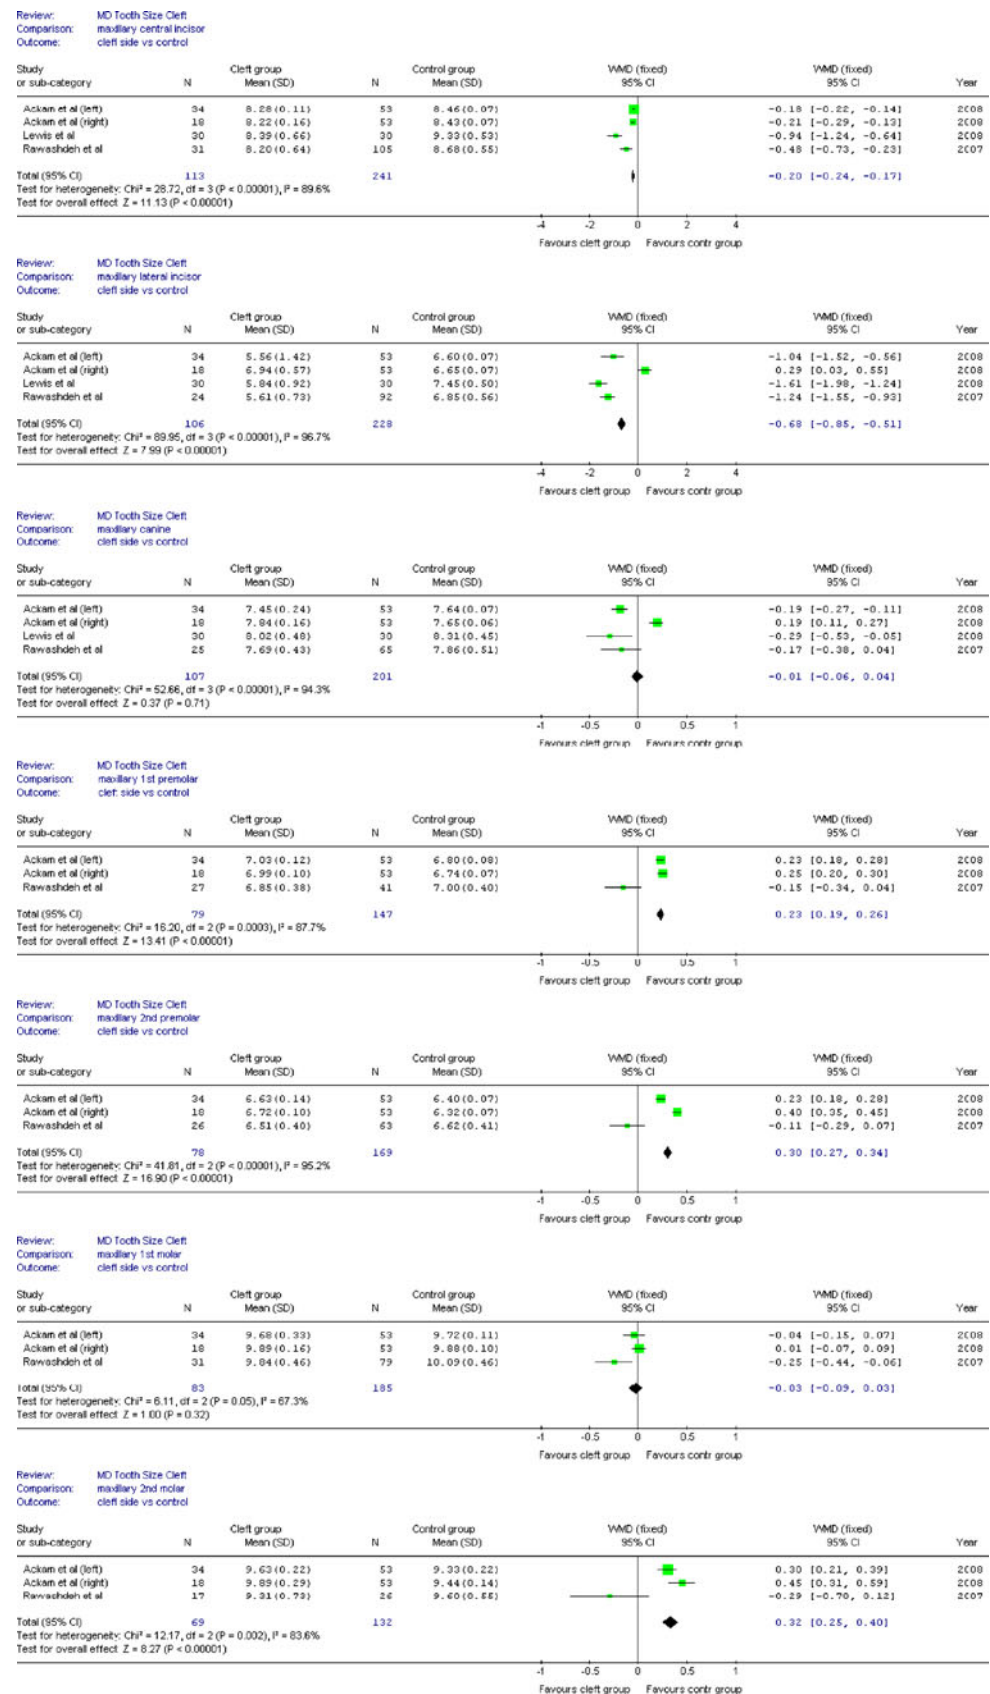 Review: MD Tooth Size Cleft
Comparison: maxillary central incisor
Outcome: cleft side vs control
Study Cleft group Control group WMD (fixed) WMD (fixed)
or sub-category N Mean (SD) N Mean (SD) 95% CI 95% CI Year
Ackam et al (left) 34 8.28(0.11) 53 8.46(0.07) -0.18 [-0.22, -0.14] 2008
Ackam et al (right) 18 8.22(0.16) 53 8.43(0.07) -0.21 [-0.29, -0.13] 2008
Lewis et al 30 8.39(0.66) 30 9.33(0.53) -0.94 [-1.24, -0.64] 2008
Rawashdeh et al 31 8.20(0.64) 105 8.68(0.55) -0.48 [-0.73, -0.23] 2007
Total (95% CI) 113 241 -0.20 [-0.24, -0.17]
Test for heterogeneity: Chi² = 28.72, df = 3 (P < 0.00001), I² = 89.6%
Test for overall effect: Z = 11.13 (P < 0.00001)
-4 -2 0 2 4
Favours cleft group Favours contr group
Review: MD Tooth Size Cleft
Comparison: maxillary lateral incisor
Outcome: cleft side vs control
Study Cleft group Control group WMD (fixed) WMD (fixed)
or sub-category N Mean (SD) N Mean (SD) 95% CI 95% CI Year
Ackam et al (left) 34 5.56(1.42) 53 6.60(0.07) -1.04 [-1.52, -0.56] 2008
Ackam et al (right) 18 6.94(0.57) 53 6.65(0.07) 0.29 [0.03, 0.55] 2008
Lewis et al 30 5.84(0.92) 30 7.45(0.50) -1.61 [-1.98, -1.24] 2008
Rawashdeh et al 24 5.61(0.73) 92 6.85(0.56) -1.24 [-1.55, -0.93] 2007
Total (95% CI) 106 228 -0.68 [-0.85, -0.51]
Test for heterogeneity: Chi² = 89.95, df = 3 (P < 0.00001), I² = 96.7%
Test for overall effect: Z = 7.99 (P < 0.00001)
-4 -2 0 2 4
Favours cleft group Favours contr group
Review: MD Tooth Size Cleft
Comparison: maxillary canine
Outcome: cleft side vs control
Study Cleft group Control group WMD (fixed) WMD (fixed)
or sub-category N Mean (SD) N Mean (SD) 95% CI 95% CI Year
Ackam et al (left) 34 7.45(0.24) 53 7.64(0.07) -0.19 [-0.27, -0.11] 2008
Ackam et al (right) 18 7.84(0.16) 53 7.65(0.06) 0.19 [0.11, 0.27] 2008
Lewis et al 30 8.02(0.48) 30 8.31(0.45) -0.29 [-0.53, -0.05] 2008
Rawashdeh et al 25 7.69(0.43) 65 7.86(0.51) -0.17 [-0.38, 0.04] 2007
Total (95% CI) 107 201 -0.01 [-0.06, 0.04]
Test for heterogeneity: Chi² = 52.66, df = 3 (P < 0.00001), I² = 94.3%
Test for overall effect: Z = 0.37 (P = 0.71)
-1 -0.5 0 0.5 1
Favours cleft group Favours contr group
Review: MD Tooth Size Cleft
Comparison: maxillary 1st premolar
Outcome: cleft side vs control
Study Cleft group Control group WMD (fixed) WMD (fixed)
or sub-category N Mean (SD) N Mean (SD) 95% CI 95% CI Year
Ackam et al (left) 34 7.03(0.12) 53 6.80(0.08) 0.23 [0.18, 0.28] 2008
Ackam et al (right) 18 6.99(0.10) 53 6.74(0.07) 0.25 [0.20, 0.30] 2008
Rawashdeh et al 27 6.85(0.38) 41 7.00(0.40) -0.15 [-0.34, 0.04] 2007
Total (95% CI) 79 147 0.23 [0.19, 0.26]
Test for heterogeneity: Chi² = 16.20, df = 2 (P = 0.0003), I² = 87.7%
Test for overall effect: Z = 13.41 (P < 0.00001)
-1 -0.5 0 0.5 1
Favours cleft group Favours contr group
Review: MD Tooth Size Cleft
Comparison: maxillary 2nd premolar
Outcome: cleft side vs control
Study Cleft group Control group WMD (fixed) WMD (fixed)
or sub-category N Mean (SD) N Mean (SD) 95% CI 95% CI Year
Ackam et al (left) 34 6.63(0.14) 53 6.40(0.07) 0.23 [0.18, 0.28] 2008
Ackam et al (right) 18 6.72(0.10) 53 6.32(0.07) 0.40 [0.35, 0.45] 2008
Rawashdeh et al 26 6.51(0.40) 63 6.62(0.41) -0.11 [-0.29, 0.07] 2007
Total (95% CI) 78 169 0.30 [0.27, 0.34]
Test for heterogeneity: Chi² = 41.81, df = 2 (P < 0.00001), I² = 95.2%
Test for overall effect: Z = 16.90 (P < 0.00001)
-1 -0.5 0 0.5 1
Favours cleft group Favours contr group
Review: MD Tooth Size Cleft
Comparison: maxillary 1st molar
Outcome: cleft side vs control
Study Cleft group Control group WMD (fixed) WMD (fixed)
or sub-category N Mean (SD) N Mean (SD) 95% CI 95% CI Year
Ackam et al (left) 34 9.68(0.33) 53 9.72(0.11) -0.04 [-0.15, 0.07] 2008
Ackam et al (right) 18 9.89(0.16) 53 9.88(0.10) 0.01 [-0.07, 0.09] 2008
Rawashdeh et al 31 9.84(0.46) 79 10.09(0.46) -0.25 [-0.44, -0.06] 2007
Total (95% CI) 83 185 -0.03 [-0.09, 0.03]
Test for heterogeneity: Chi² = 6.11, df = 2 (P = 0.05), I² = 67.3%
Test for overall effect: Z = 1.00 (P = 0.32)
-1 -0.5 0 0.5 1
Favours cleft group Favours contr group
Review: MD Tooth Size Cleft
Comparison: maxillary 2nd molar
Outcome: cleft side vs control
Study Cleft group Control group WMD (fixed) WMD (fixed)
or sub-category N Mean (SD) N Mean (SD) 95% CI 95% CI Year
Ackam et al (left) 34 9.63(0.22) 53 9.33(0.22) 0.30 [0.21, 0.39] 2008
Ackam et al (right) 18 9.89(0.29) 53 9.44(0.14) 0.45 [0.31, 0.59] 2008
Rawashdeh et al 17 9.31(0.73) 26 9.60(0.55) -0.29 [-0.70, 0.12] 2007
Total (95% CI) 69 132 0.32 [0.25, 0.40]
Test for heterogeneity: Chi² = 12.17, df = 2 (P = 0.002), I² = 83.6%
Test for overall effect: Z = 8.27 (P < 0.00001)
-1 -0.5 0 0.5 1
Favours cleft group Favours contr group